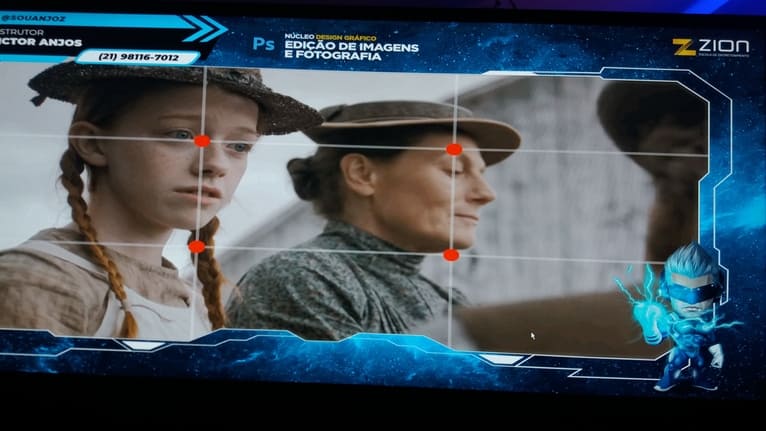 @SOUANJOZ
STRUTOR
ICTOR ANJOS
(21) 98116-7012
Ps
NÚCLEO DESIGN GRÁFICO
EDIÇÃO DE IMAGENS
E FOTOGRAFIA
ZION